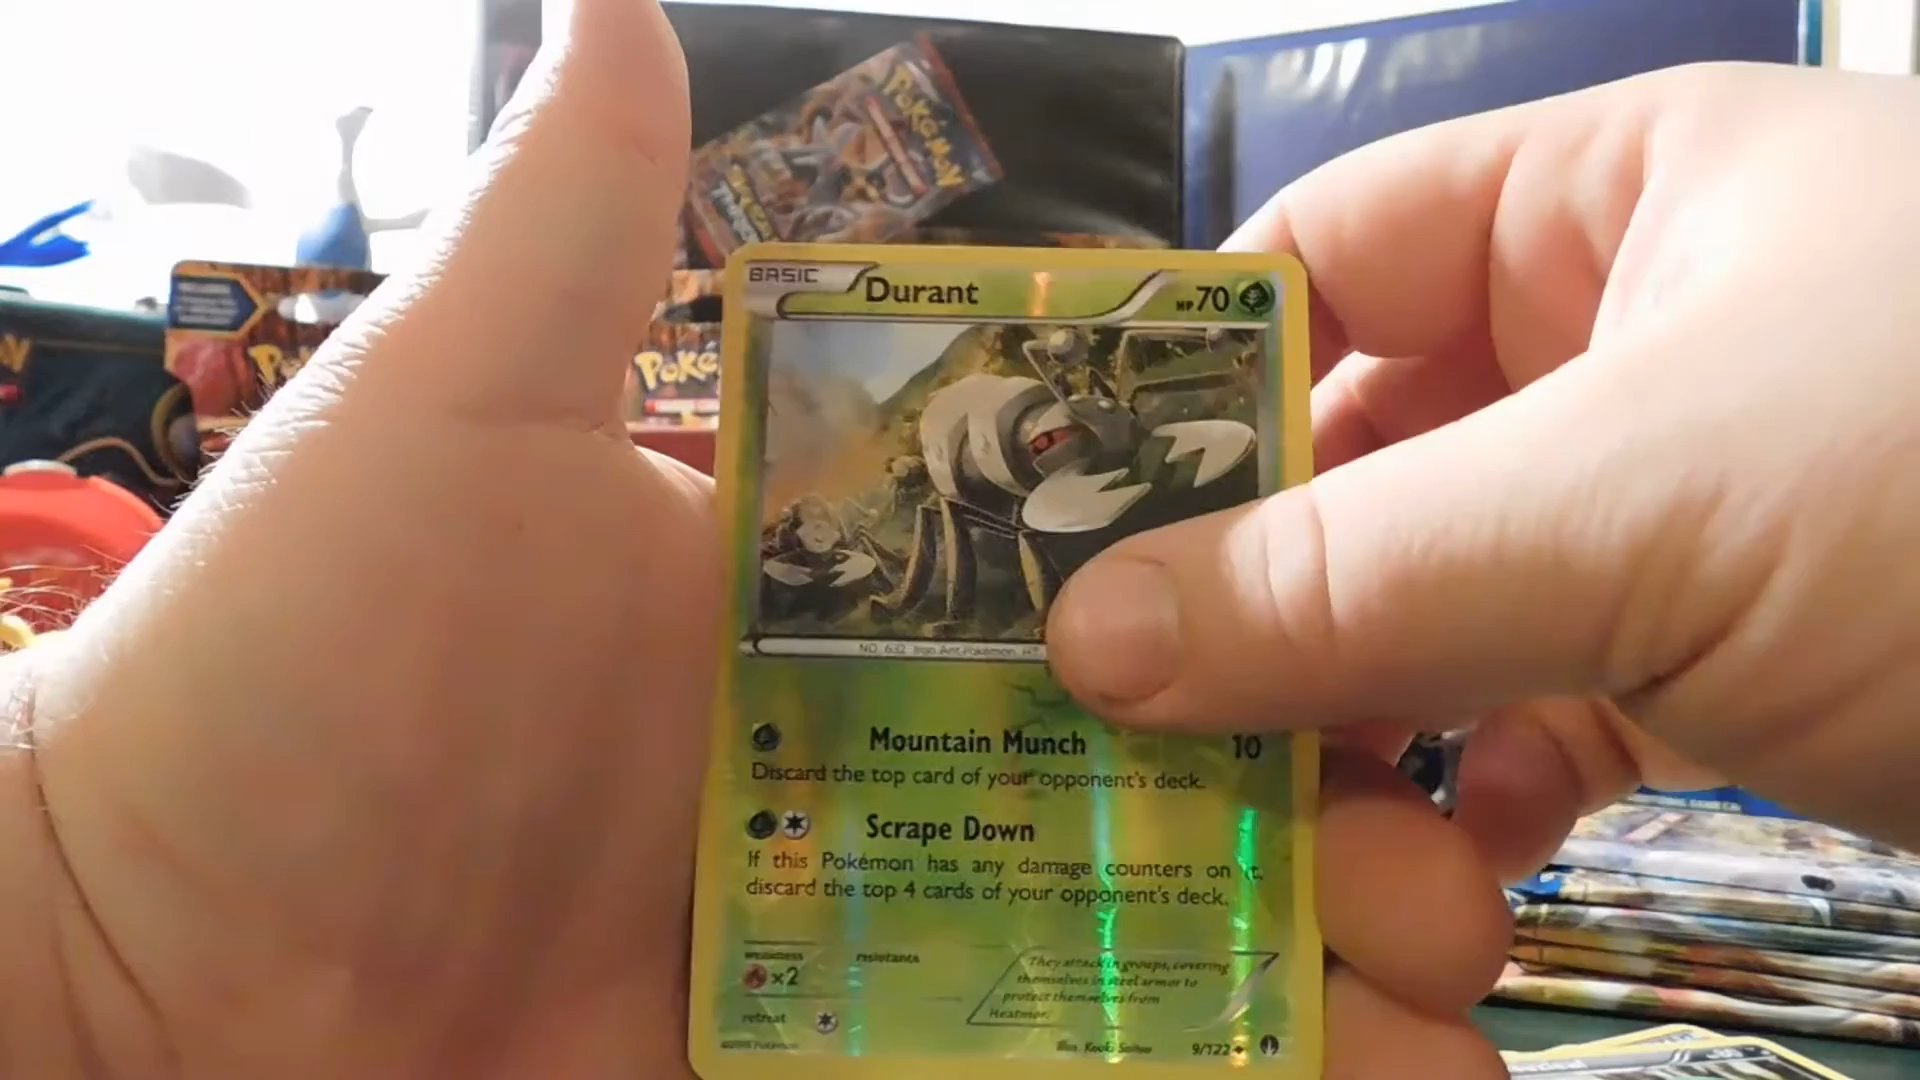 Pokémon
BASIC
Durant
HP70
Poké
NO. 632 Iron Ant Pokémon HT
Mountain Munch
10
Discard the top card of your opponent's deck.
Scrape Down
If this Pokémon has any damage counters on it,
discard the top 4 cards of your opponent's deck.
weakness
resistance
×2
They attack in groups, covering
themselves in steel armor to
protect themselves from
Heatmor.
retreat
Illus. Kouki Saitou
9/122